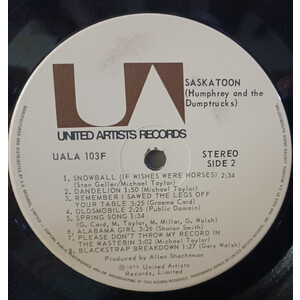 SASKATOON
(Humphrey and the
Dumptrucks)
UA
UNITED ARTISTS RECORDS
UALA 103F
STEREO
SIDE 2
1. SNOWBALL (IF WISHES WERE HORSES) 2:34
(Stan Geller/Michael Taylor)
2. DANDELION 1:50 (Michael Taylor)
3. REMEMBER I SAWED THE LEGS OFF
YOUR TABLE 3:25 (Graeme Card)
4. OLDSMOBILE 2:25 (Public Domain)
5. SPRING SONG 1:34
(G. Card, M. Taylor, M. Millar, G. Walsh)
6. ALABAMA GIRL 3:26 (Sharon Smith)
7. PLEASE DON'T THROW MY RECORD IN
THE WASTEBIN 3:02 (Michael Taylor)
8. BLACKSTRAP BREAKDOWN 1:27 (Gary Walsh)
Produced by Allan Shechtman
United Artists
Records, Limited.